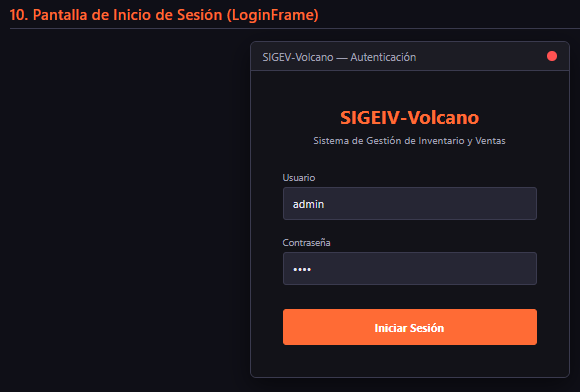 10. Pantalla de Inicio de Sesión (LoginFrame)
SIGEV-Volcano — Autenticación
SIGEIV-Volcano
Sistema de Gestión de Inventario y Ventas
Usuario
admin
Contraseña
••••
Iniciar Sesión